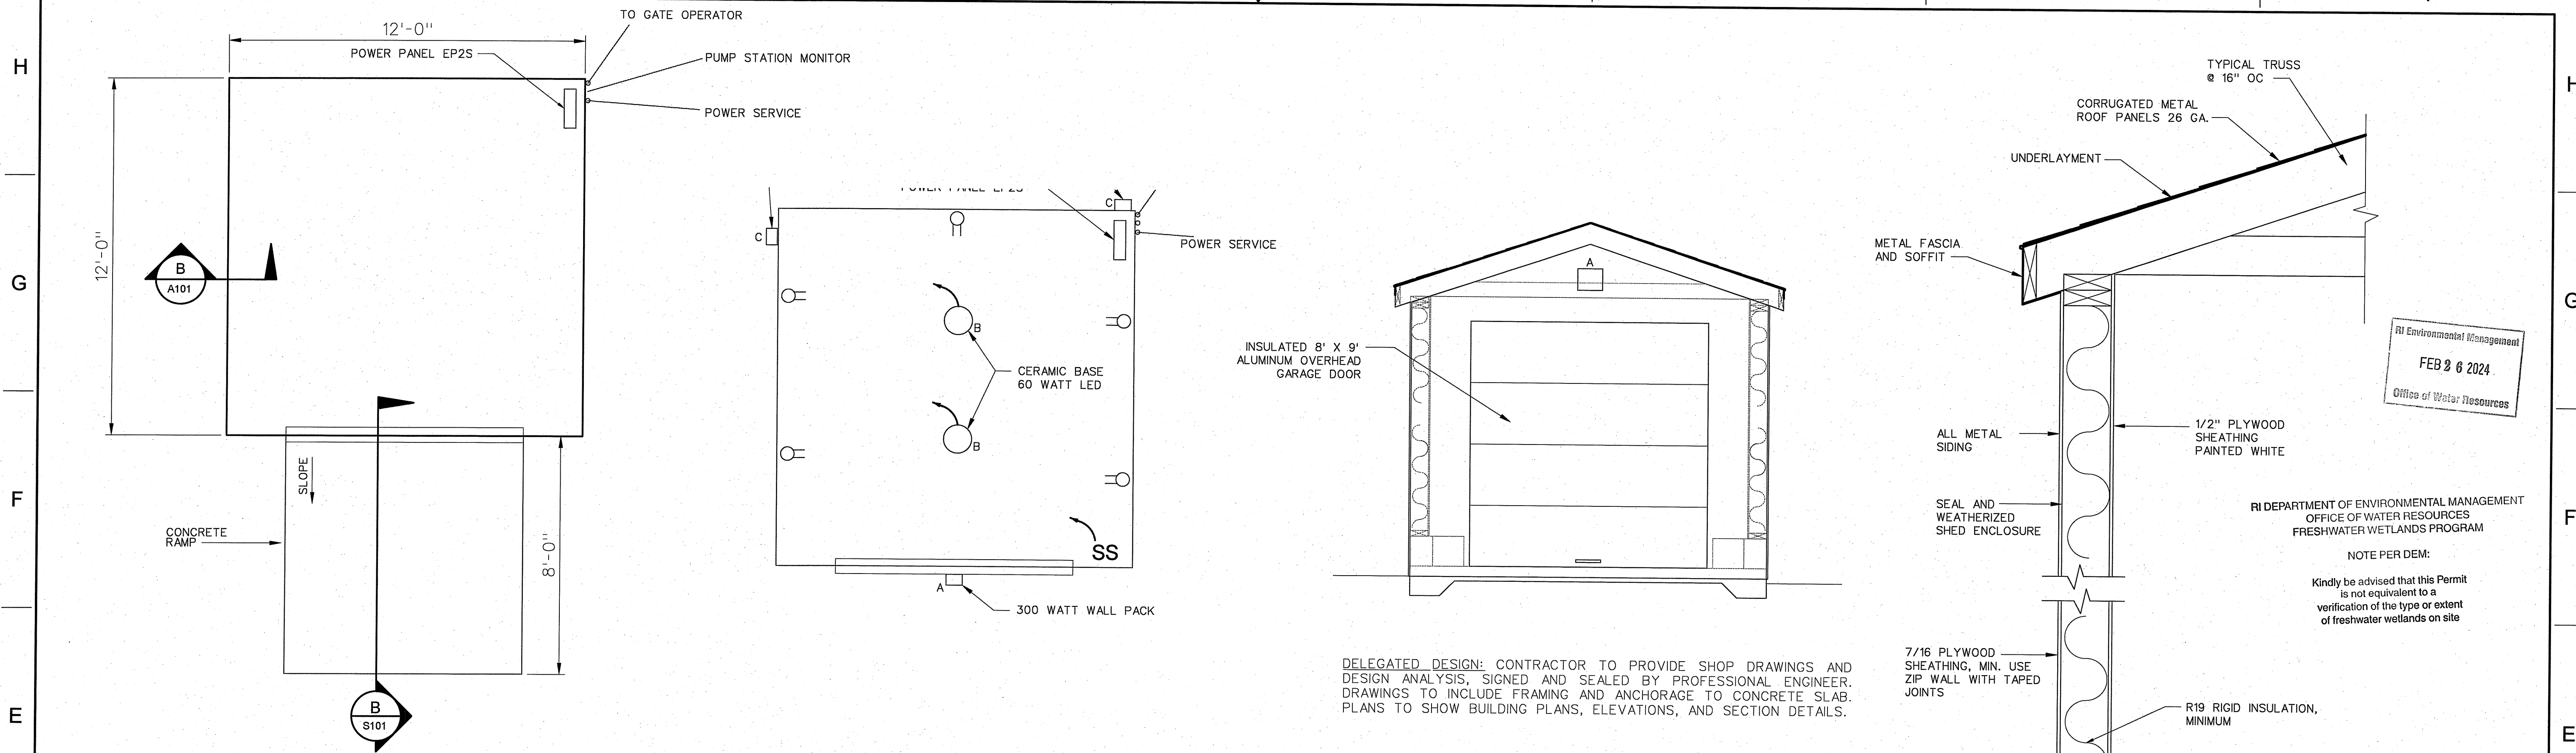 H
12'-0"
TO GATE OPERATOR
POWER PANEL EP2S
PUMP STATION MONITOR
POWER SERVICE
12'-0"
B
A101
SLOPE
CONCRETE
RAMP
8'-0"
B
S101
POWER PANEL EP2S
C
C
POWER SERVICE
B
CERAMIC BASE
60 WATT LED
B
SS
A
300 WATT WALL PACK
A
INSULATED 8' X 9'
ALUMINUM OVERHEAD
GARAGE DOOR
DELEGATED DESIGN: CONTRACTOR TO PROVIDE SHOP DRAWINGS AND
DESIGN ANALYSIS, SIGNED AND SEALED BY PROFESSIONAL ENGINEER.
DRAWINGS TO INCLUDE FRAMING AND ANCHORAGE TO CONCRETE SLAB.
PLANS TO SHOW BUILDING PLANS, ELEVATIONS, AND SECTION DETAILS.
TYPICAL TRUSS
@ 16" OC
CORRUGATED METAL
ROOF PANELS 26 GA.
UNDERLAYMENT
METAL FASCIA
AND SOFFIT
ALL METAL
SIDING
1/2" PLYWOOD
SHEATHING
PAINTED WHITE
SEAL AND
WEATHERIZED
SHED ENCLOSURE
7/16 PLYWOOD
SHEATHING, MIN. USE
ZIP WALL WITH TAPED
JOINTS
R19 RIGID INSULATION,
MINIMUM
RI Environmental Management
FEB 26 2024
Office of Water Resources
RI DEPARTMENT OF ENVIRONMENTAL MANAGEMENT
OFFICE OF WATER RESOURCES
FRESHWATER WETLANDS PROGRAM
NOTE PER DEM:
Kindly be advised that this Permit
is not equivalent to a
verification of the type or extent
of freshwater wetlands on site
G
F
E
H
G
F
E